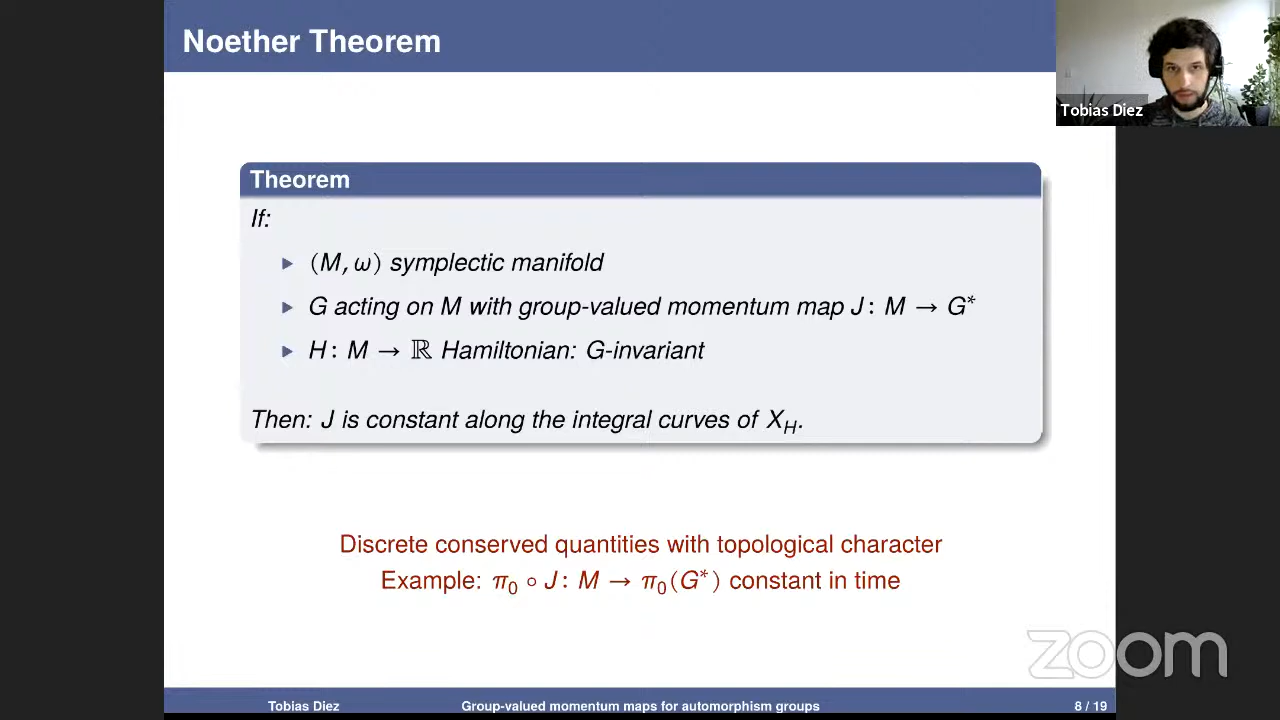 Noether Theorem
Tobias Diez
Theorem
If:
▶ (M, ω) symplectic manifold
▶ G acting on M with group-valued momentum map J : M → G*
▶ H : M → ℝ Hamiltonian: G-invariant
Then: J is constant along the integral curves of X_H.
Discrete conserved quantities with topological character
Example: π₀ ∘ J : M → π₀(G*) constant in time
zoom
Tobias Diez Group-valued momentum maps for automorphism groups 8 / 19